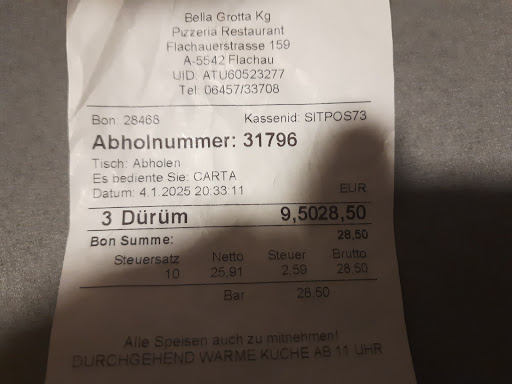 Bella Grotta Kg
Pizzeria Restaurant
Flachauerstrasse 159
A-5542 Flachau
UID: ATU60523277
Tel: 06457/33708
Bon: 28468 Kassenid: SITPOS73
Abholnummer: 31796
Tisch: Abholen
Es bediente Sie: CARTA
Datum: 4.1.2025 20:33:11 EUR
3 Dürüm 9,5028,50
Bon Summe: 28,50
Steuersatz Netto Steuer Brutto
10 25,91 2,59 28,50
Bar 28,50
Alle Speisen auch zu mitnehmen!
DURCHGEHEND WARME KÜCHE AB 11 UHR